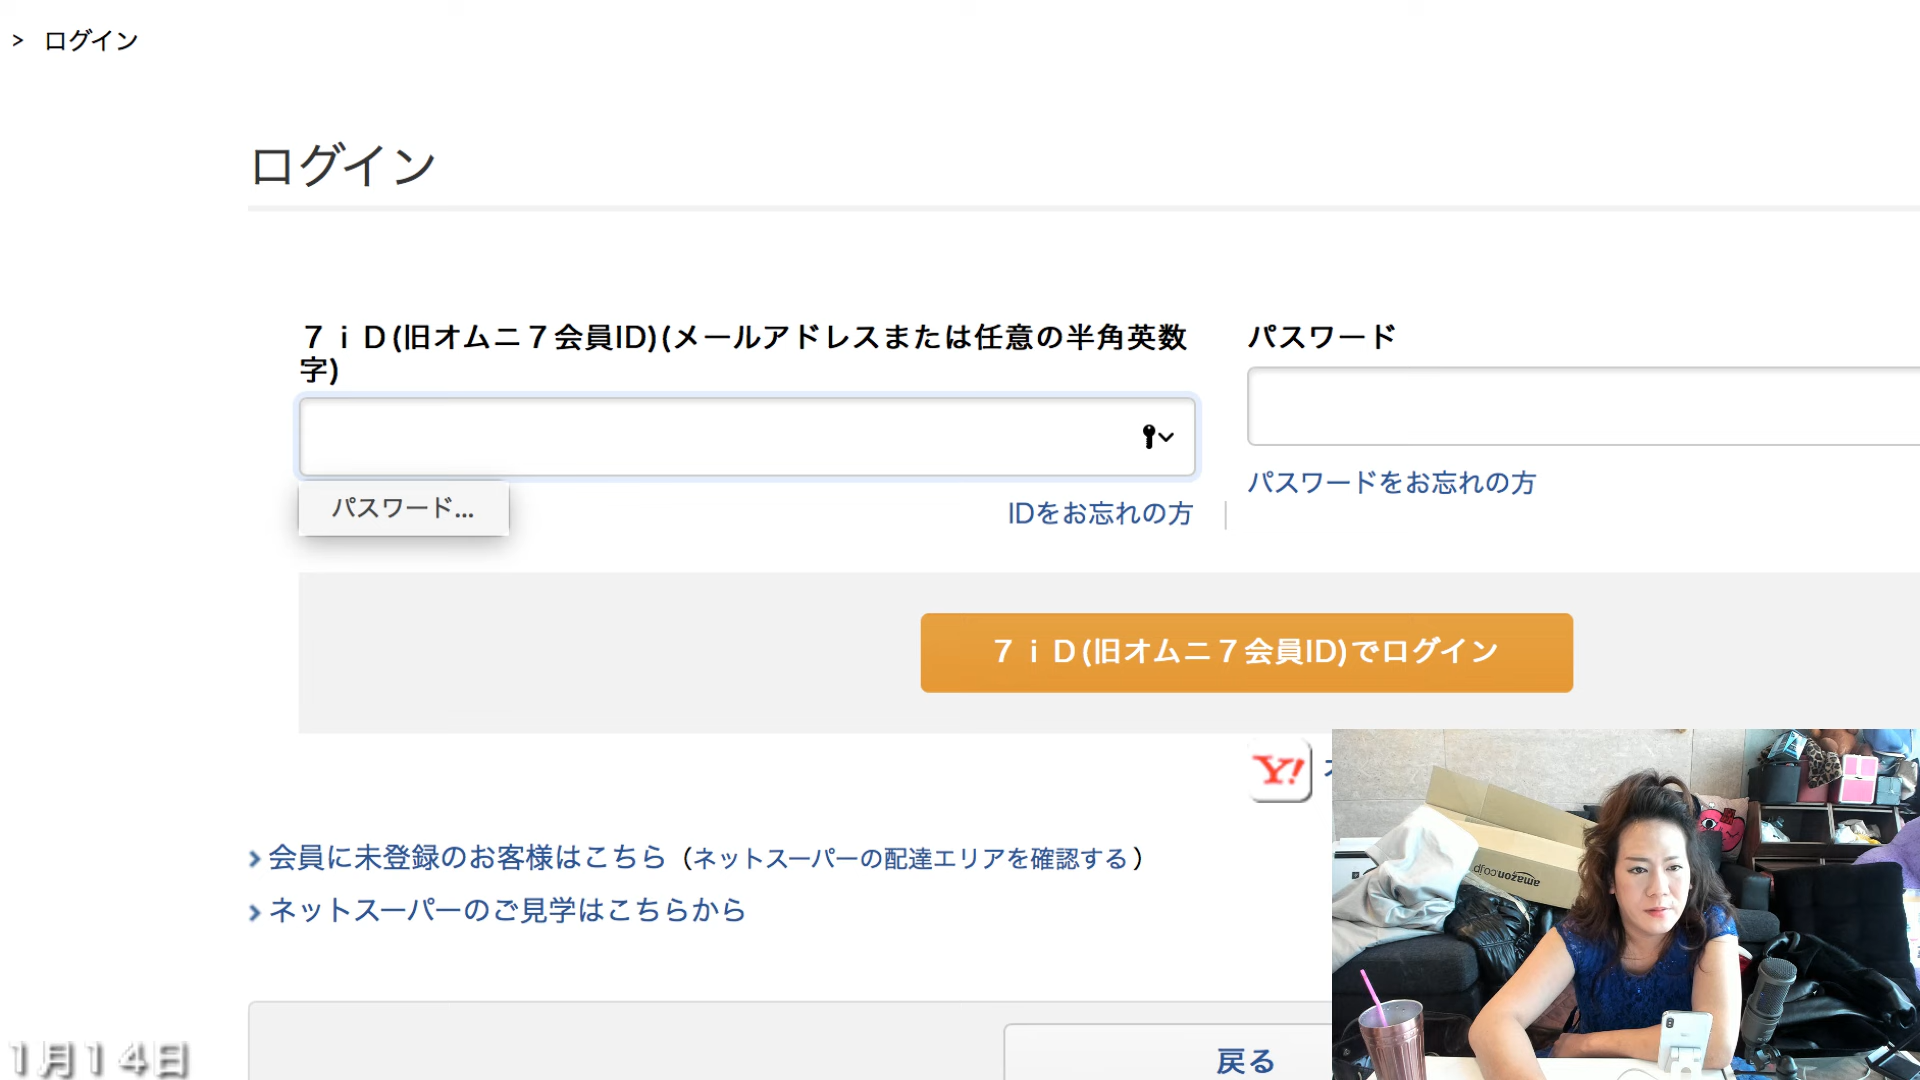 > ログイン
ログイン
７ｉＤ(旧オムニ７会員ID)(メールアドレスまたは任意の半角英数
字)
パスワード
パスワード...
IDをお忘れの方
パスワードをお忘れの方
７ｉＤ(旧オムニ７会員ID)でログイン
Y!
会員に未登録のお客様はこちら（ネットスーパーの配達エリアを確認する）
ネットスーパーのご見学はこちらから
amazon.co.jp
戻る
1月14日